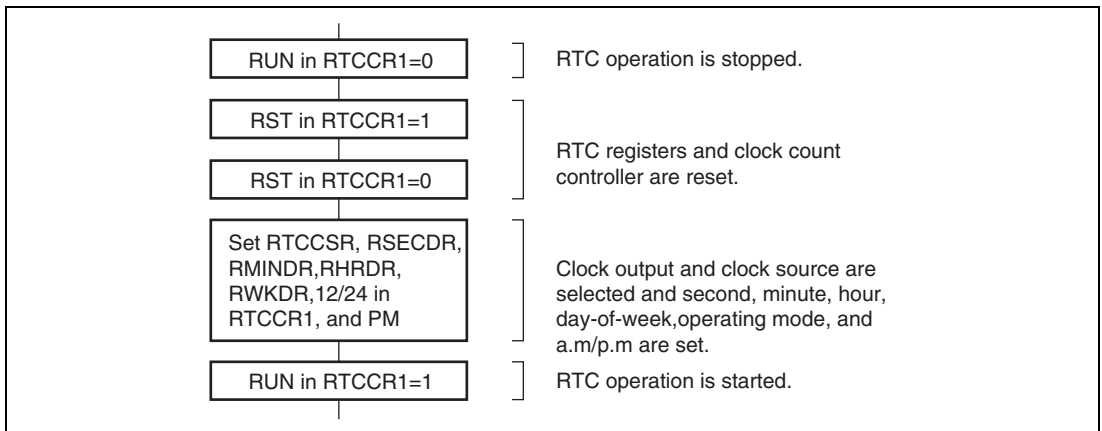 RUN in RTCCR1=0
RTC operation is stopped.
RST in RTCCR1=1
RST in RTCCR1=0
RTC registers and clock count
controller are reset.
Set RTCCSR, RSECDR,
RMINDR,RHRDR,
RWKDR,12/24 in
RTCCR1, and PM
Clock output and clock source are
selected and second, minute, hour,
day-of-week,operating mode, and
a.m/p.m are set.
RUN in RTCCR1=1
RTC operation is started.